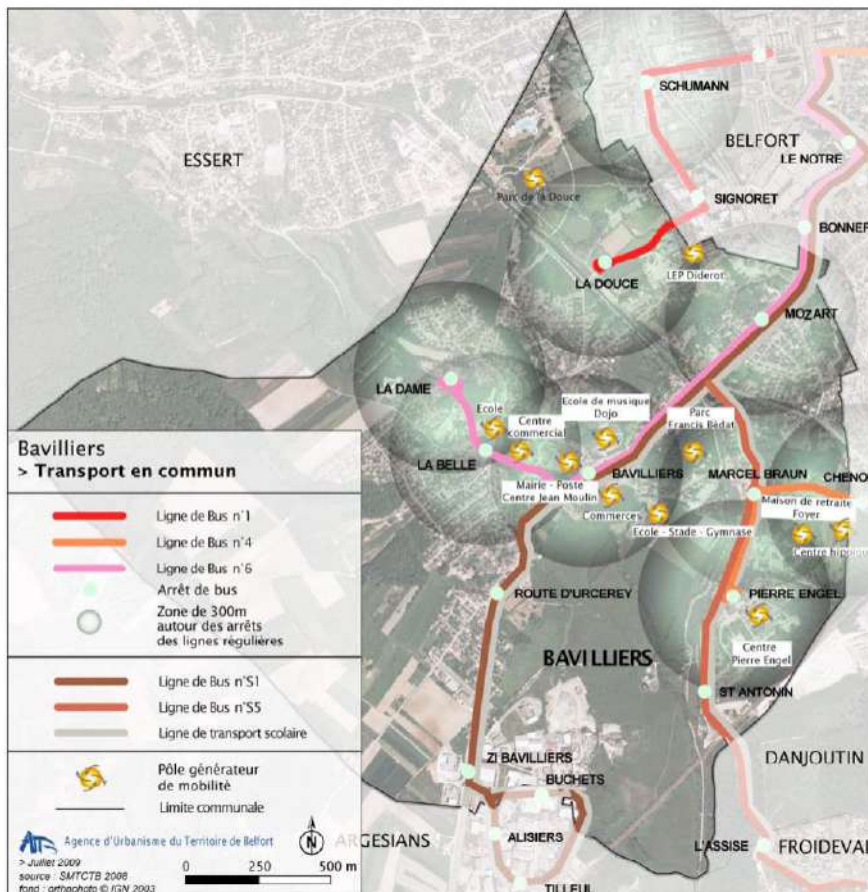 SCHUMANN
BELFORT
ESSERT
LE NOTRE
Parc de la Douce
SIGNORET
BONNEF
LEP Diderot
LA DOUCE
MOZART
LA DAME
Ecole de musique
Dojo
Ecole
Centre
commercial
Parc
Francis Bédat
LA BELLE
BAVILLIERS
MARCEL BRAUN
CHENO
Mairie - Poste
Centre Jean Moulin
Maison de retraite
Foyer
Commerces
Ecole - Stade - Gymnase
Centre hippiqu
ROUTE D'URCEREY
PIERRE ENGEL
BAVILLIERS
Centre
Pierre Engel
ST ANTONIN
ZI BAVILLIERS
DANJOUTIN
BUCHETS
ARGESIANS
ALISIERS
L'ASSISE
FROIDEVAL
TILLEUL
Bavilliers
> Transport en commun
Ligne de Bus n°1
Ligne de Bus n°4
Ligne de Bus n°6
Arrêt de bus
Zone de 300m
autour des arrêts
des lignes régulières
Ligne de Bus n°S1
Ligne de Bus n°S5
Ligne de transport scolaire
Pôle générateur
de mobilité
Limite communale
Agence d'Urbanisme du Territoire de Belfort
N
> Juillet 2009
source : SMTCTB 2008
fond : orthophoto © IGN 2003
0 250 500 m